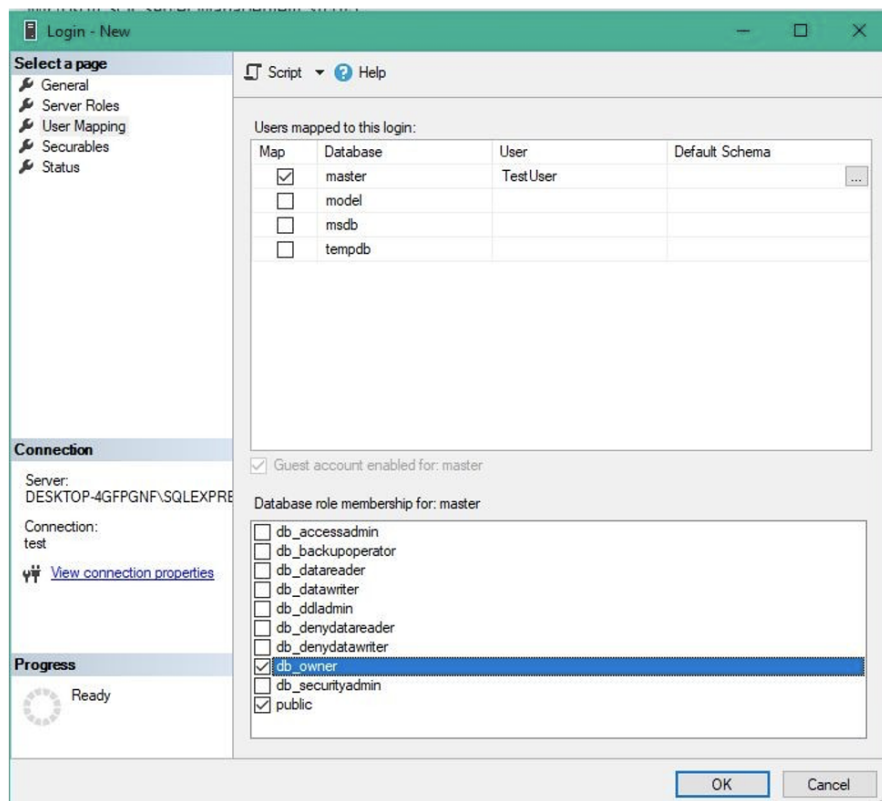 Login - New
Select a page
General
Server Roles
User Mapping
Securables
Status
Script
Help
Users mapped to this login:
Map Database User Default Schema
master TestUser ...
model
msdb
tempdb
Guest account enabled for: master
Connection
Server:
DESKTOP-4GFPGNF\SQLEXPRE
Connection:
test
View connection properties
Database role membership for: master
db_accessadmin
db_backupoperator
db_datareader
db_datawriter
db_ddladmin
db_denydatareader
db_denydatawriter
db_owner
db_securityadmin
public
Progress
Ready
OK Cancel